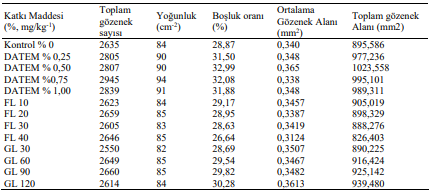 Katkı Maddesi (%, mg/kg-1) Toplam gözenek sayısı Yoğunluk (cm-2) Boşluk oranı (%) Ortalama Gözenek Alanı (mm2) Toplam gözenek Alanı (mm2)
Kontrol % 0 2635 84 28,87 0,340 895,586
DATEM % 0,25 2805 90 31,50 0,348 977,236
DATEM % 0,50 2807 90 32,99 0,365 1023,558
DATEM %0,75 2945 94 32,08 0,338 995,101
DATEM % 1,00 2839 91 31,88 0,348 989,311
FL 10 2623 84 29,17 0,3457 905,019
FL 20 2659 85 28,95 0,3387 898,329
FL 30 2605 83 28,63 0,3419 888,276
FL 40 2646 85 26,64 0,3124 826,403
GL 30 2550 82 28,69 0,3507 890,225
GL 60 2649 85 29,54 0,3467 916,424
GL 90 2660 85 29,82 0,3482 925,142
GL 120 2614 84 30,28 0,3613 939,480